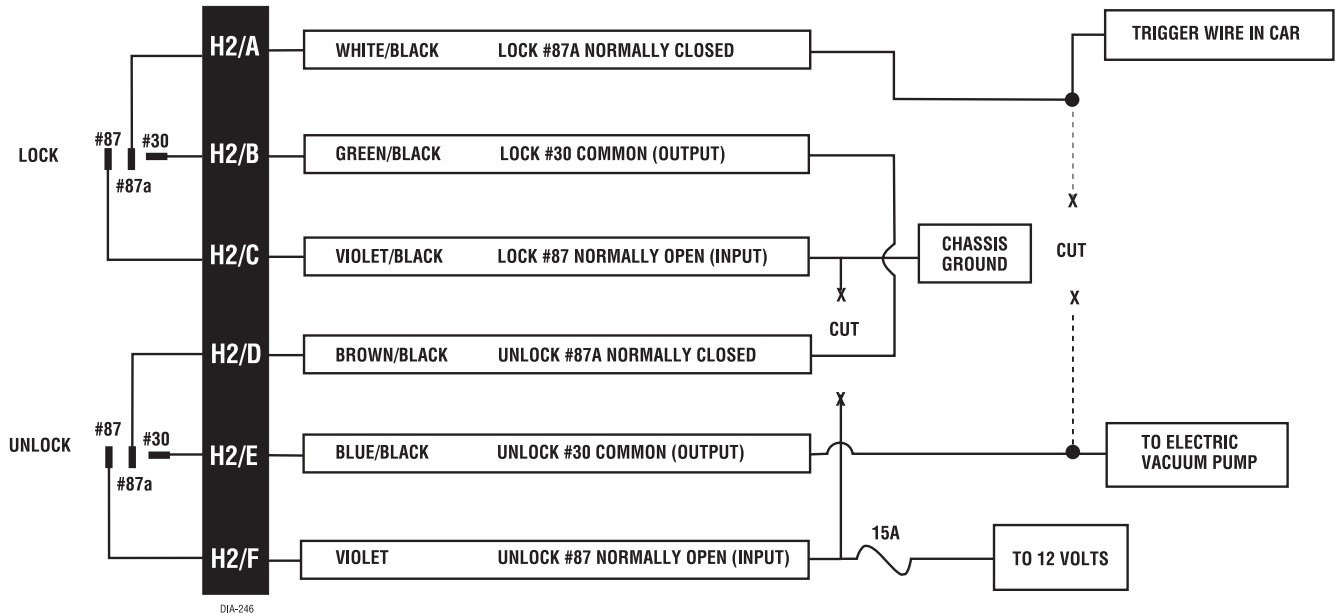 H2/A WHITE/BLACK LOCK #87A NORMALLY CLOSED
TRIGGER WIRE IN CAR
#87 #30
LOCK
#87a
H2/B GREEN/BLACK LOCK #30 COMMON (OUTPUT)
X
H2/C VIOLET/BLACK LOCK #87 NORMALLY OPEN (INPUT)
CHASSIS
GROUND
CUT
X
X
CUT
H2/D BROWN/BLACK UNLOCK #87A NORMALLY CLOSED
X
#87 #30
UNLOCK
#87a
H2/E BLUE/BLACK UNLOCK #30 COMMON (OUTPUT)
TO ELECTRIC
VACUUM PUMP
15A
H2/F VIOLET UNLOCK #87 NORMALLY OPEN (INPUT)
TO 12 VOLTS
DIA-246